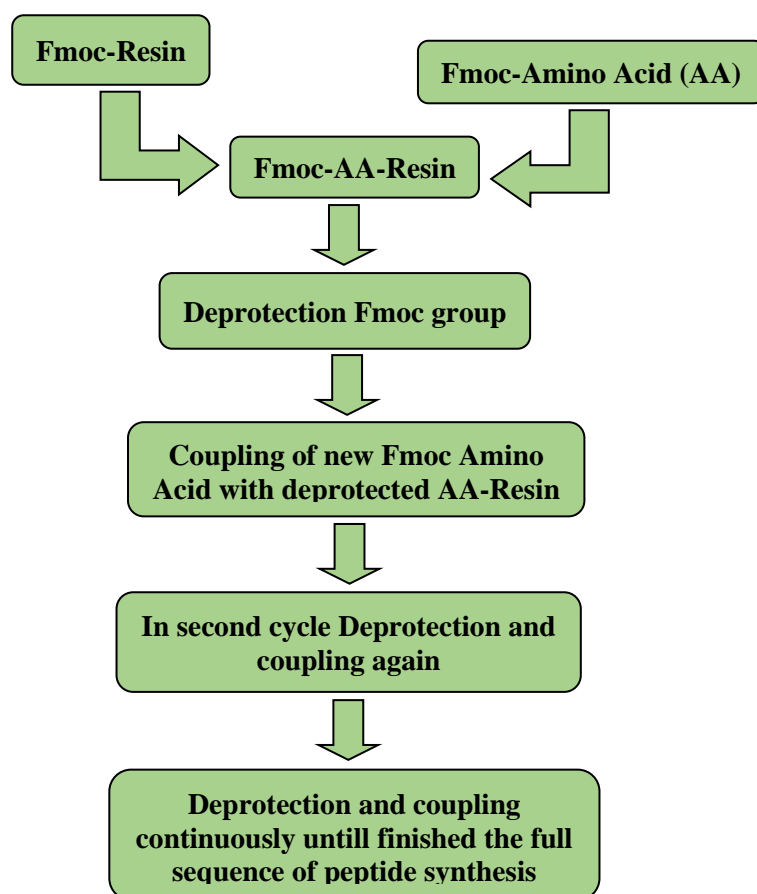 Fmoc-Resin
Fmoc-Amino Acid (AA)
Fmoc-AA-Resin
Deprotection Fmoc group
Coupling of new Fmoc Amino
Acid with deprotected AA-Resin
In second cycle Deprotection and
coupling again
Deprotection and coupling
continuously untill finished the full
sequence of peptide synthesis